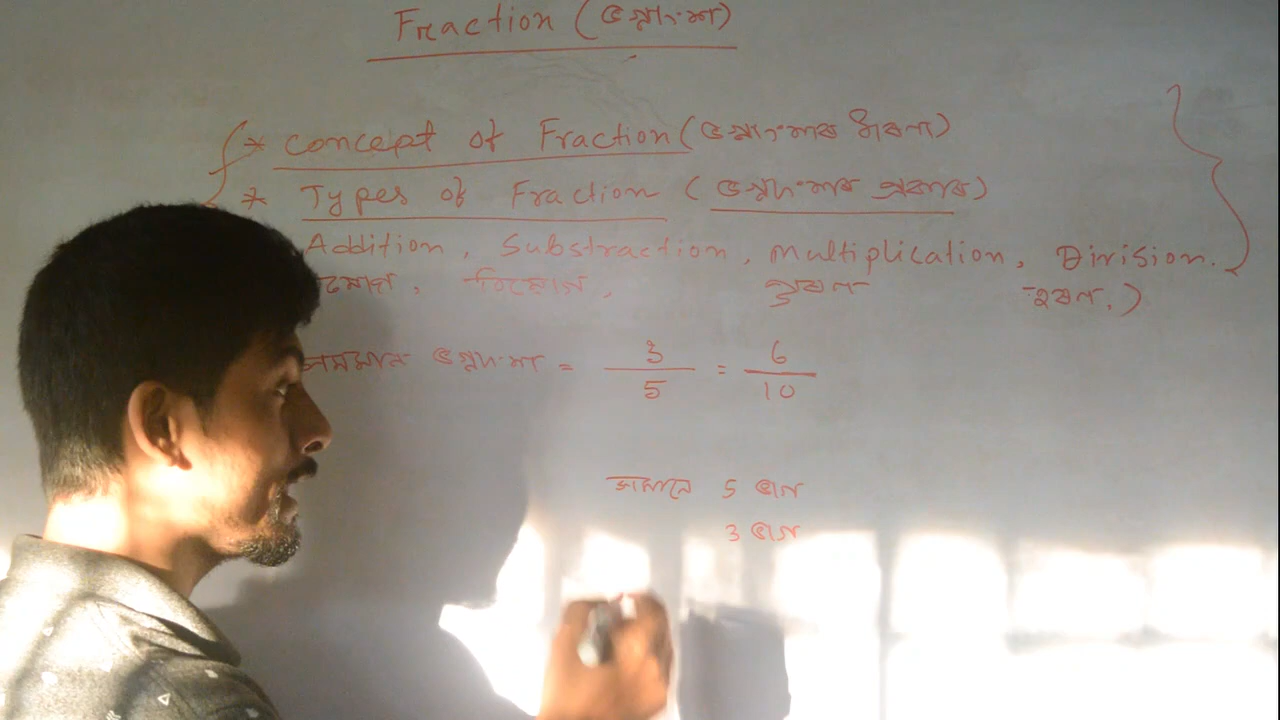 Fraction (ভগ্নাংশ)
* Concept of Fraction (ভগ্নাংশৰ ধাৰণা)
* Types of Fraction (ভগ্নাংশৰ প্ৰকাৰ)
Addition, Substraction, Multiplication, Division.
যোগ, বিয়োগ, পুৰণ হৰণ.)
সমমান ভগ্নাংশ = 3/5 = 6/10
সমানে 5 ভাগ
3 ভাগ